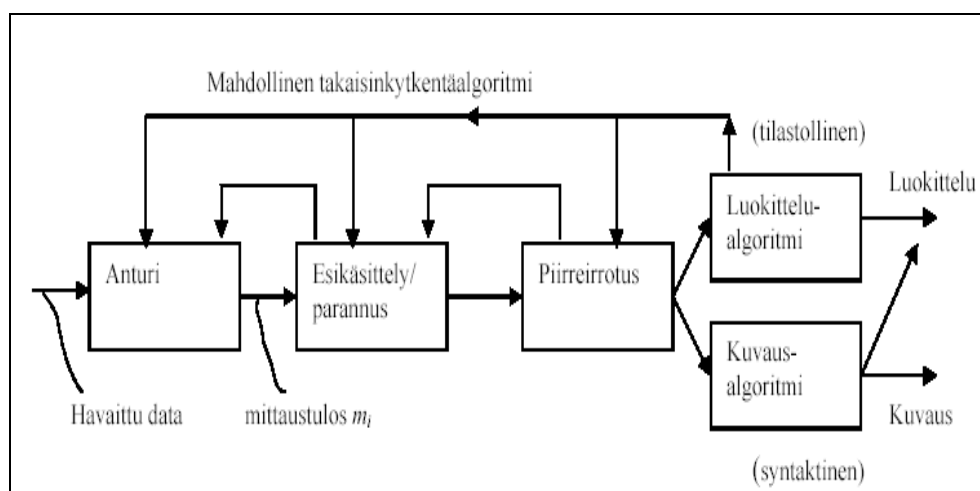 Mahdollinen takaisinkytkentäalgoritmi
(tilastollinen)
Anturi
Esikäsittely/
parannus
Piirreirrotus
Luokittelu-
algoritmi
Luokittelu
Kuvaus-
algoritmi
Kuvaus
Havaittu data
mittaustulos mi
(syntaktinen)